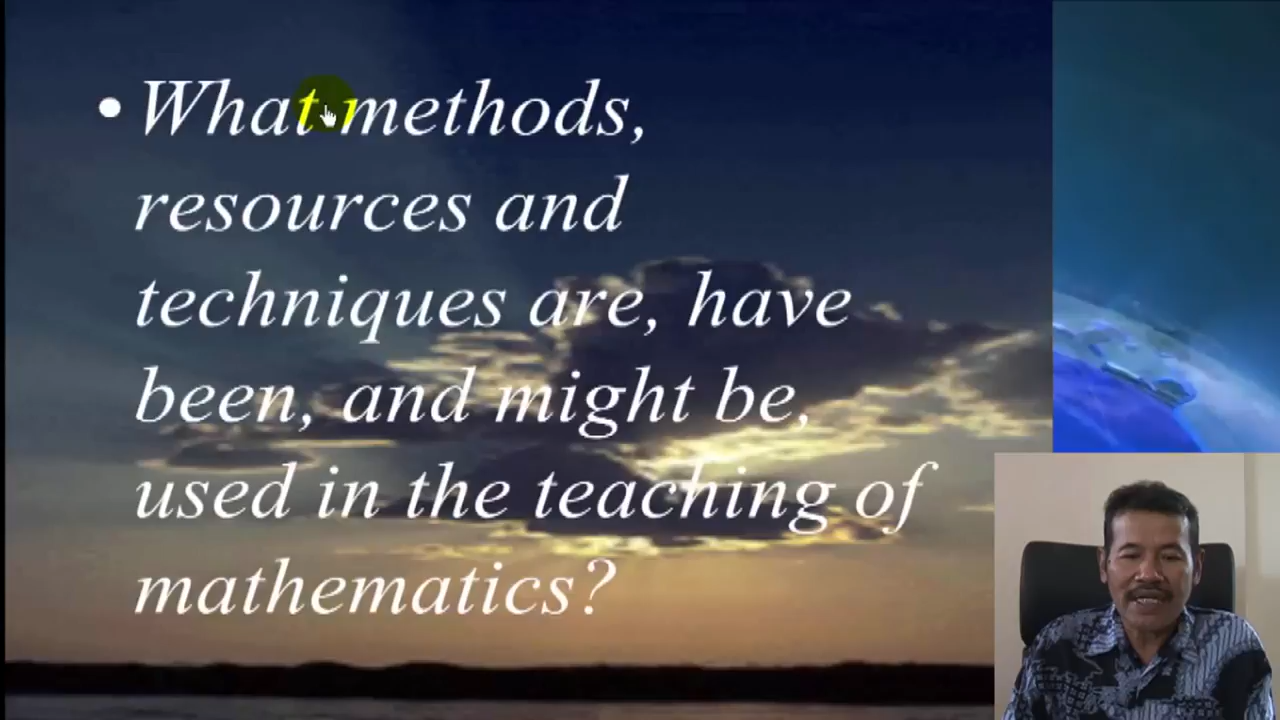 • What methods,
resources and
techniques are, have
been, and might be,
used in the teaching of
mathematics?